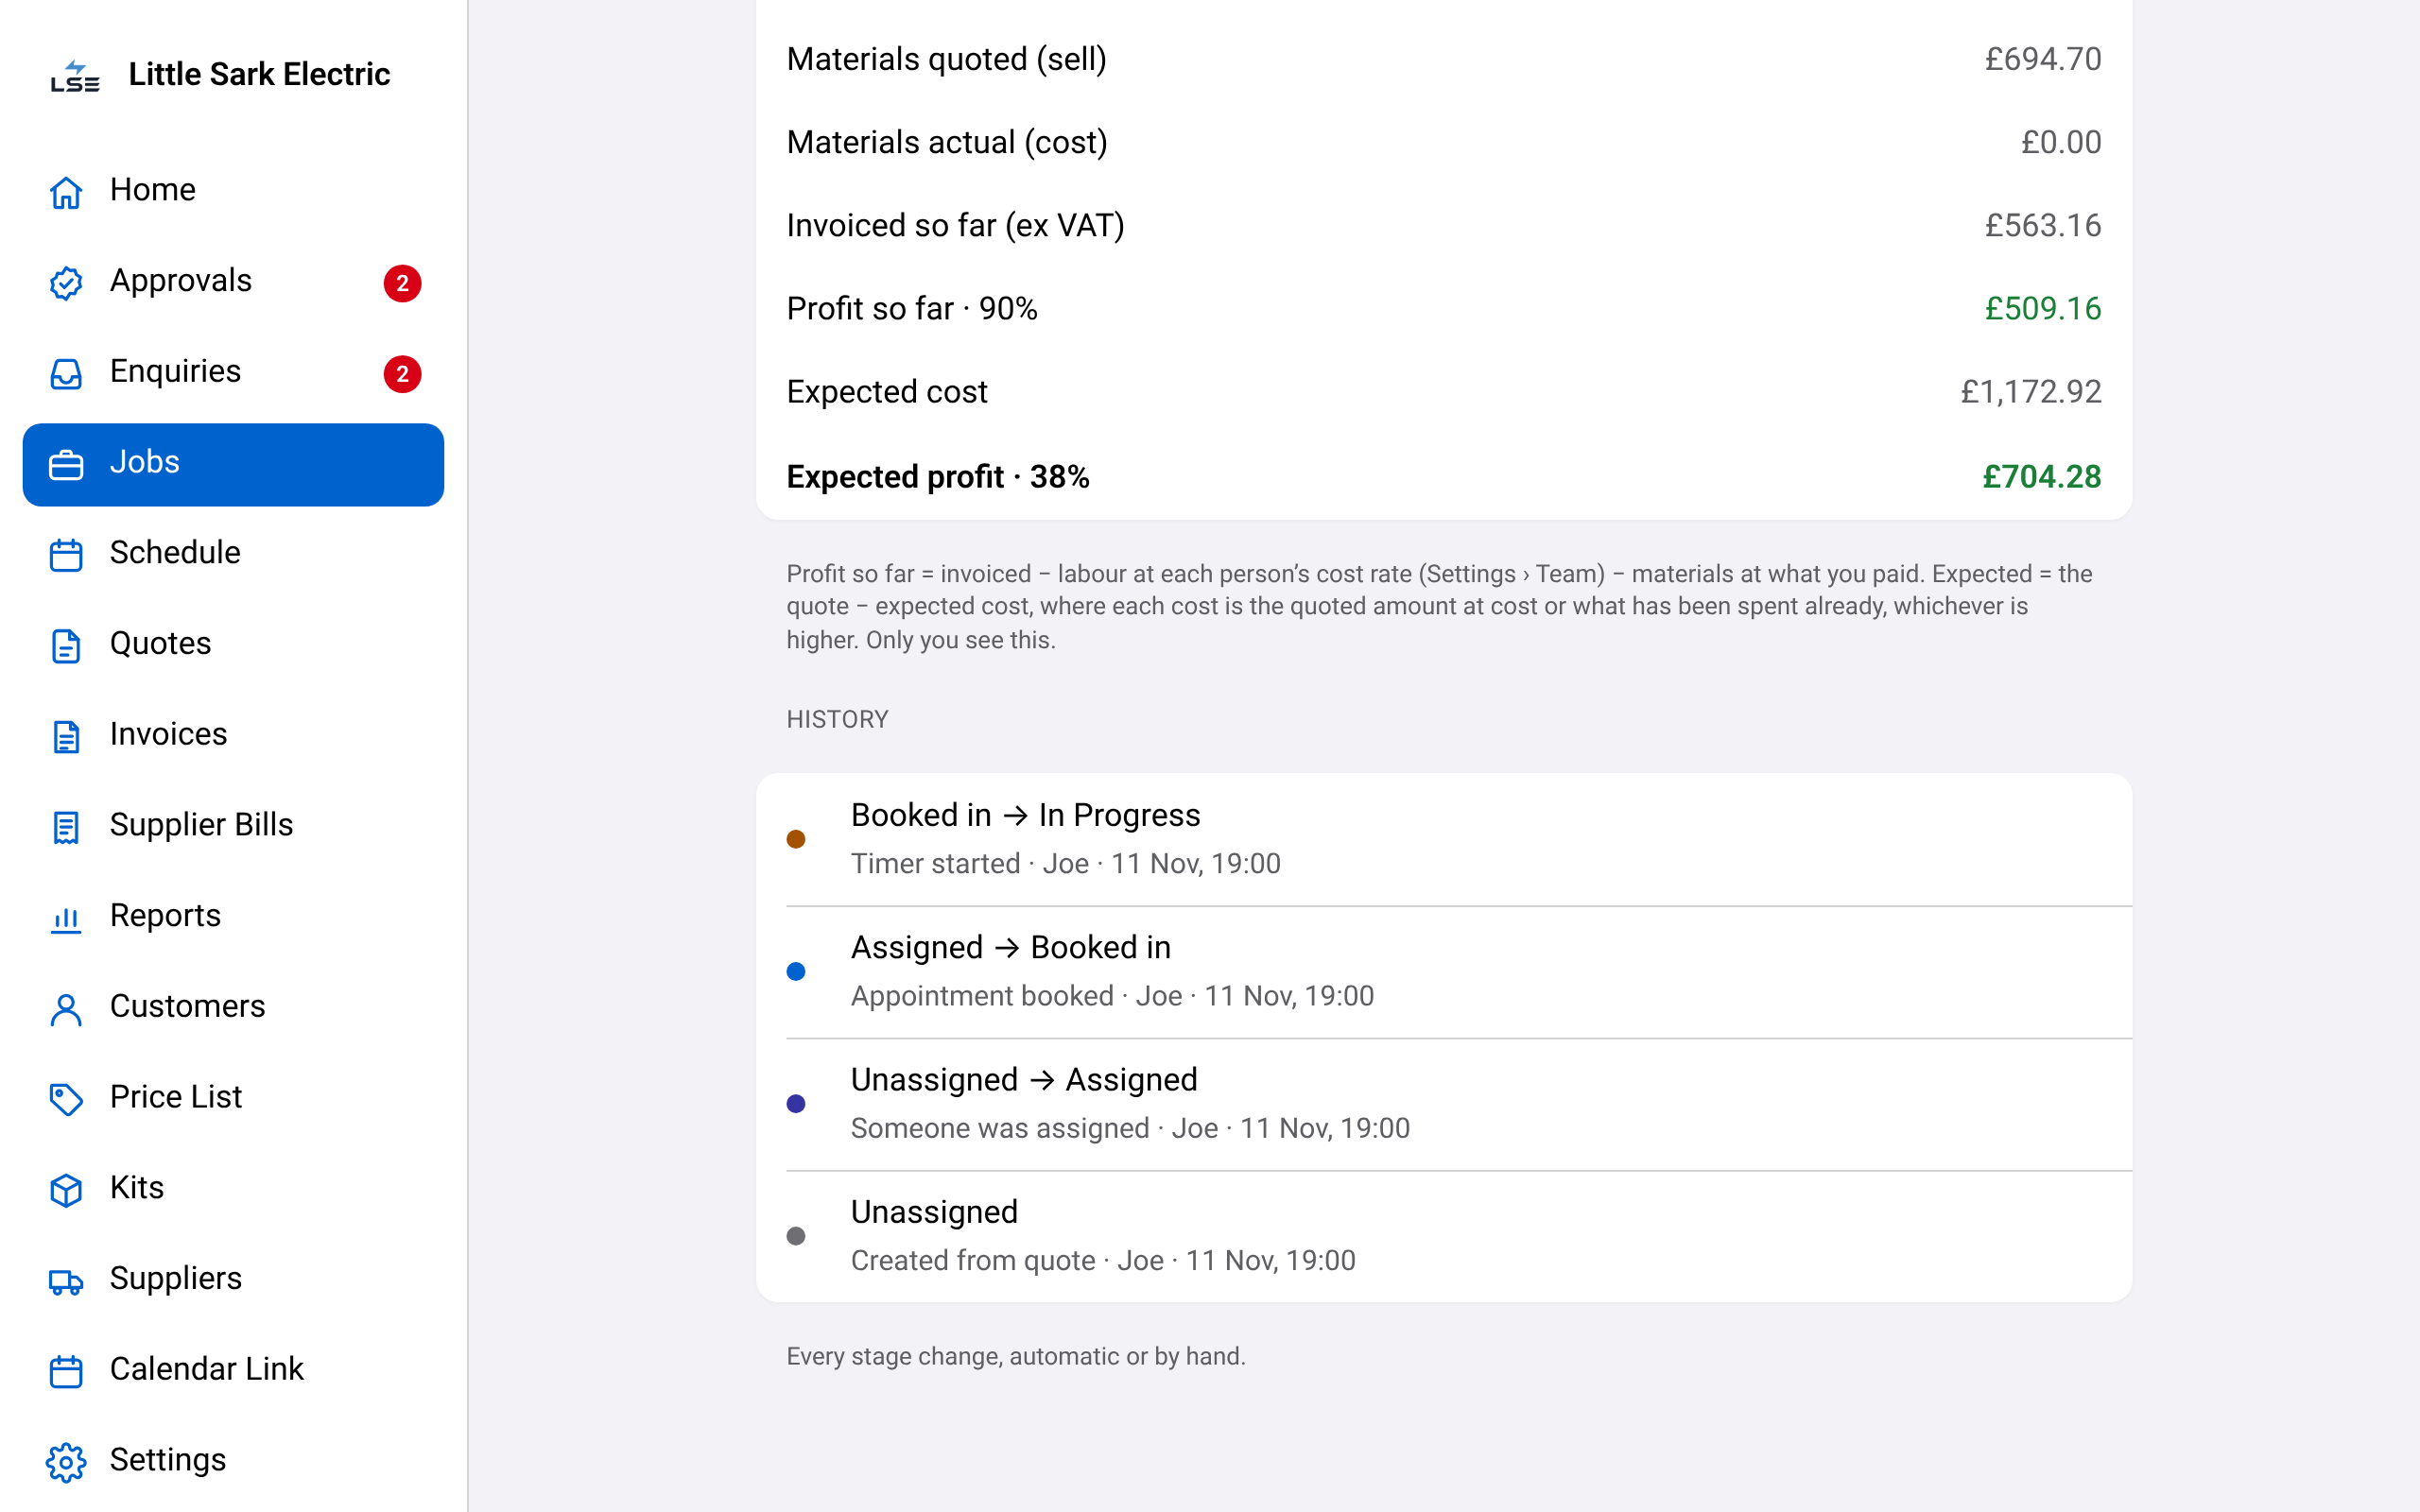 LSE Little Sark Electric
Home
Approvals 2
Enquiries 2
Jobs
Schedule
Quotes
Invoices
Supplier Bills
Reports
Customers
Price List
Kits
Suppliers
Calendar Link
Settings
Materials quoted (sell) £694.70
Materials actual (cost) £0.00
Invoiced so far (ex VAT) £563.16
Profit so far · 90% £509.16
Expected cost £1,172.92
Expected profit · 38% £704.28
Profit so far = invoiced − labour at each person’s cost rate (Settings › Team) − materials at what you paid. Expected = the
quote − expected cost, where each cost is the quoted amount at cost or what has been spent already, whichever is
higher. Only you see this.
HISTORY
Booked in → In Progress
Timer started · Joe · 11 Nov, 19:00
Assigned → Booked in
Appointment booked · Joe · 11 Nov, 19:00
Unassigned → Assigned
Someone was assigned · Joe · 11 Nov, 19:00
Unassigned
Created from quote · Joe · 11 Nov, 19:00
Every stage change, automatic or by hand.